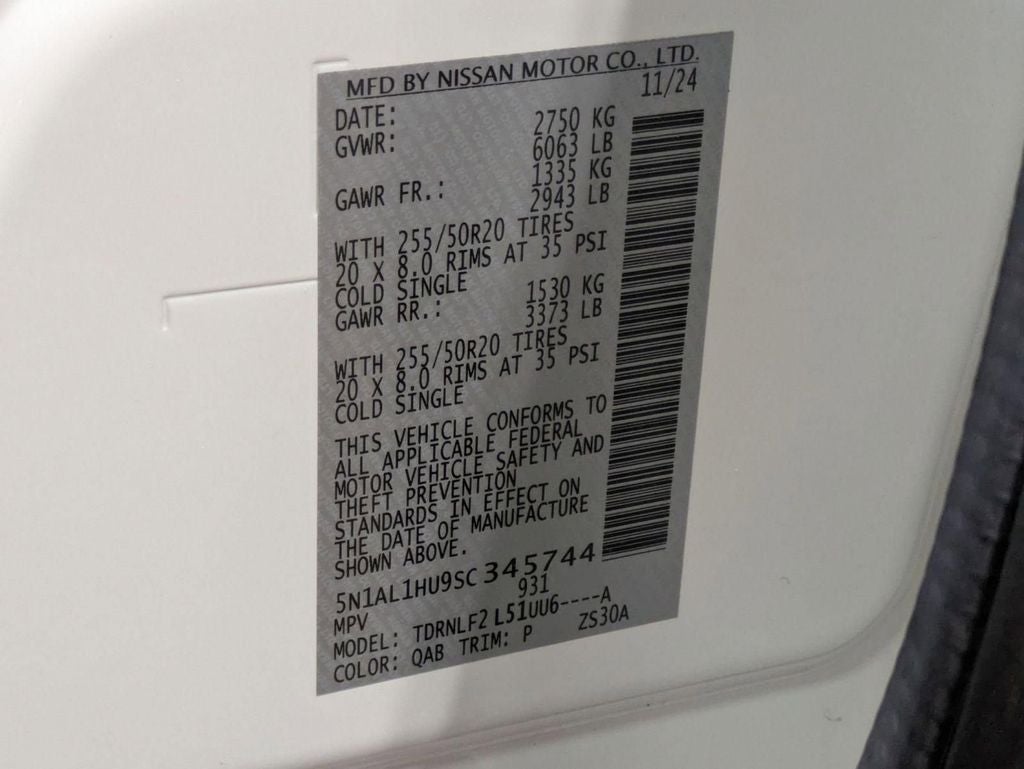 MFD BY NISSAN MOTOR CO., LTD.
DATE: 11/24
GVWR: 2750 KG
6063 LB
GAWR FR.: 1335 KG
2943 LB
WITH 255/50R20 TIRES
20 X 8.0 RIMS AT 35 PSI
COLD SINGLE
GAWR RR.: 1530 KG
3373 LB
WITH 255/50R20 TIRES
20 X 8.0 RIMS AT 35 PSI
COLD SINGLE
THIS VEHICLE CONFORMS TO
ALL APPLICABLE FEDERAL
MOTOR VEHICLE SAFETY AND
THEFT PREVENTION
STANDARDS IN EFFECT ON
THE DATE OF MANUFACTURE
SHOWN ABOVE.
5N1AL1HU9SC 345744
MPV 931
MODEL: TDRNLF2 L51UU6----A
COLOR: QAB TRIM: P ZS30A